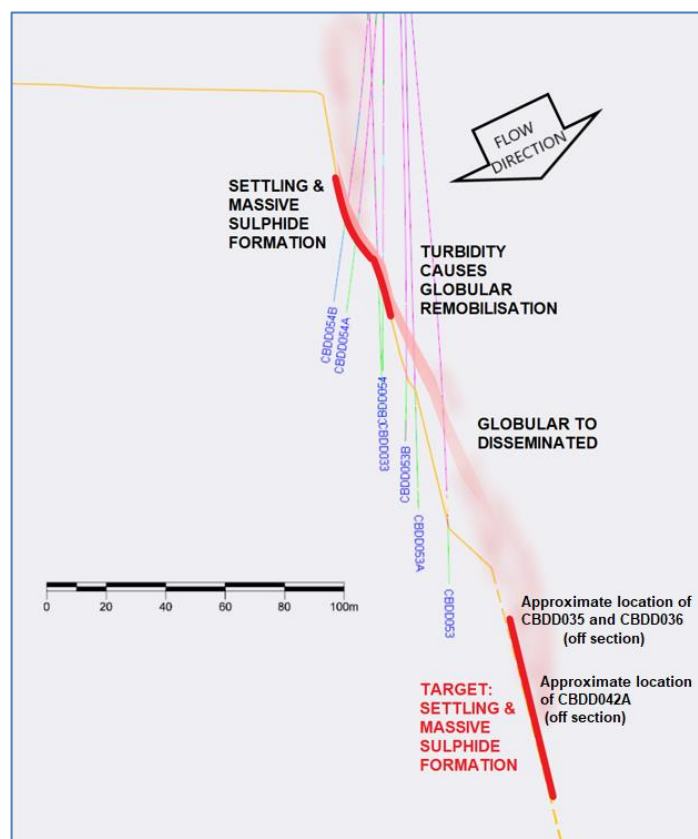 FLOW
DIRECTION
SETTLING &
MASSIVE
SULPHIDE
FORMATION
TURBIDITY
CAUSES
GLOBULAR
REMOBILISATION
CBDD054B
CBDD054A
CBDD054
CBDD033
CBDD053B
CBDD053A
CBDD053
GLOBULAR TO
DISSEMINATED
0 20 40 60 80 100m
Approximate location of
CBDD035 and CBDD036
(off section)
Approximate location
of CBDD042A
(off section)
TARGET:
SETTLING &
MASSIVE
SULPHIDE
FORMATION